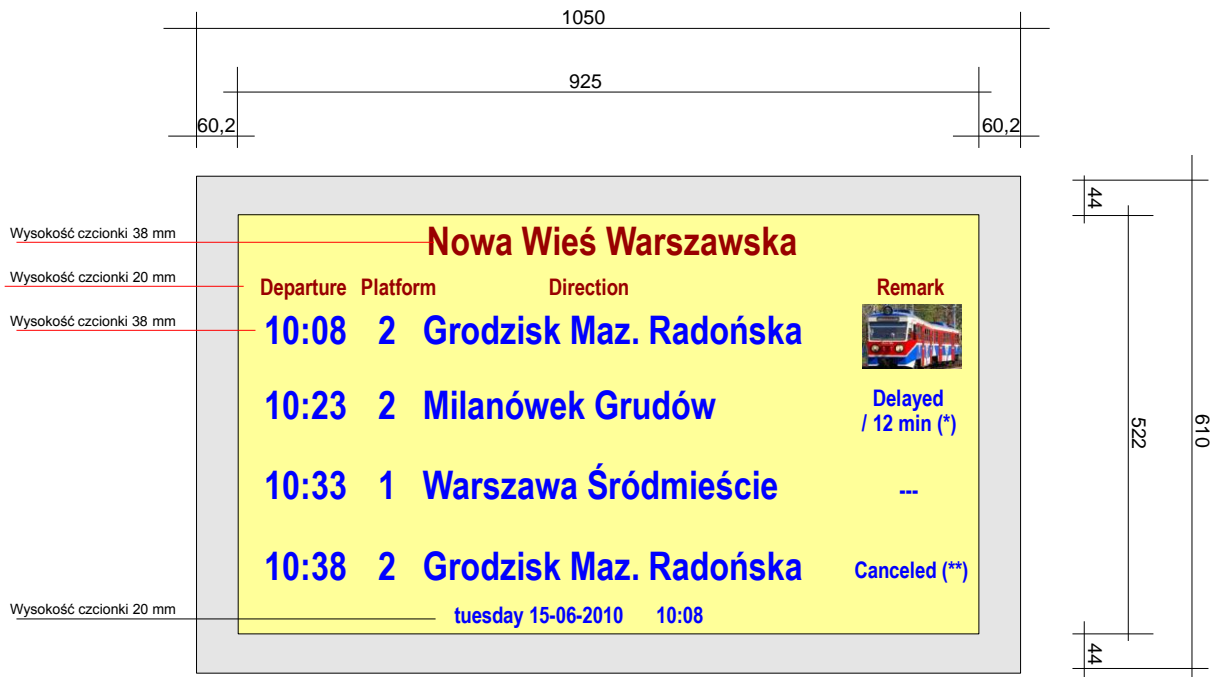 1050
925
60,2 60,2
44
Wysokość czcionki 38 mm
Nowa Wieś Warszawska
Wysokość czcionki 20 mm
Departure Platform Direction Remark
Wysokość czcionki 38 mm
10:08 2 Grodzisk Maz. Radońska
10:23 2 Milanówek Grudów
Delayed
/ 12 min (*)
522
610
10:33 1 Warszawa Śródmieście ---
10:38 2 Grodzisk Maz. Radońska Canceled (**)
Wysokość czcionki 20 mm
tuesday 15-06-2010 10:08
44